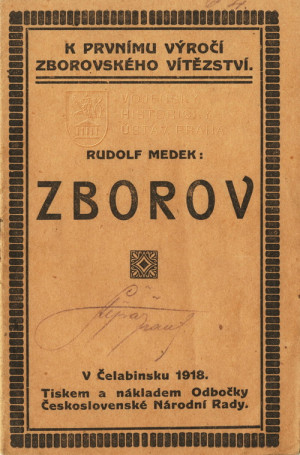 K PRVNÍMU VÝROČÍ
ZBOROVSKÉHO VÍTĚZSTVÍ.
RUDOLF MEDEK:
ZBOROV
V Čelabinsku 1918.
Tiskem a nákladem Odbočky
Československé Národní Rady.